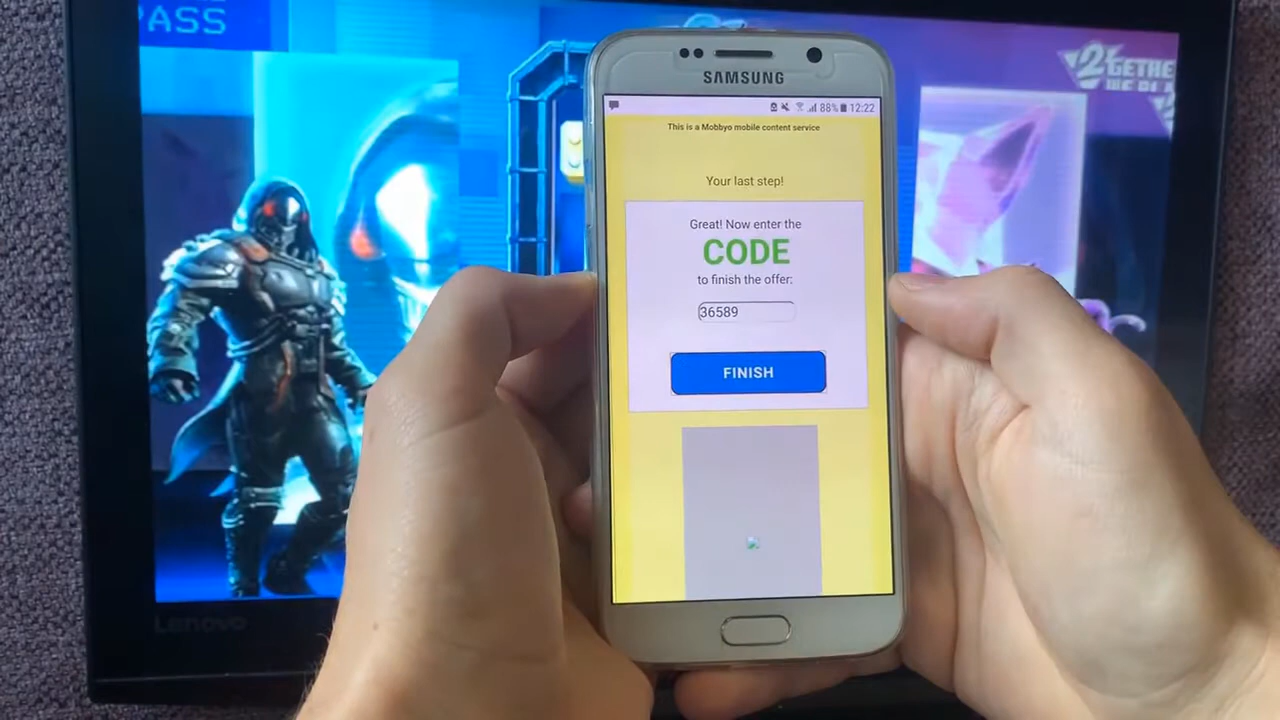 PASS
2GETHE
SAMSUNG
88% 12:22
This is a Mobbyo mobile content service
Your last step!
Great! Now enter the
CODE
to finish the offer:
36589
FINISH
Lenovo